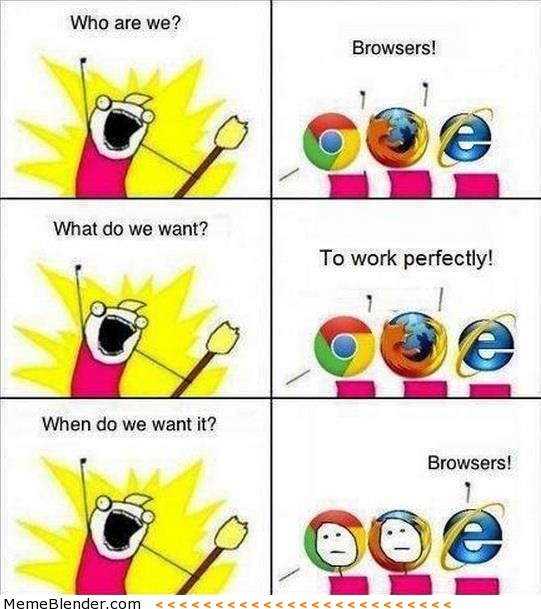 Who are we?
Browsers!
What do we want?
To work perfectly!
When do we want it?
Browsers!
MemeBlender.com < < < < < < < < < < < < < < < < < < < < < < < < <